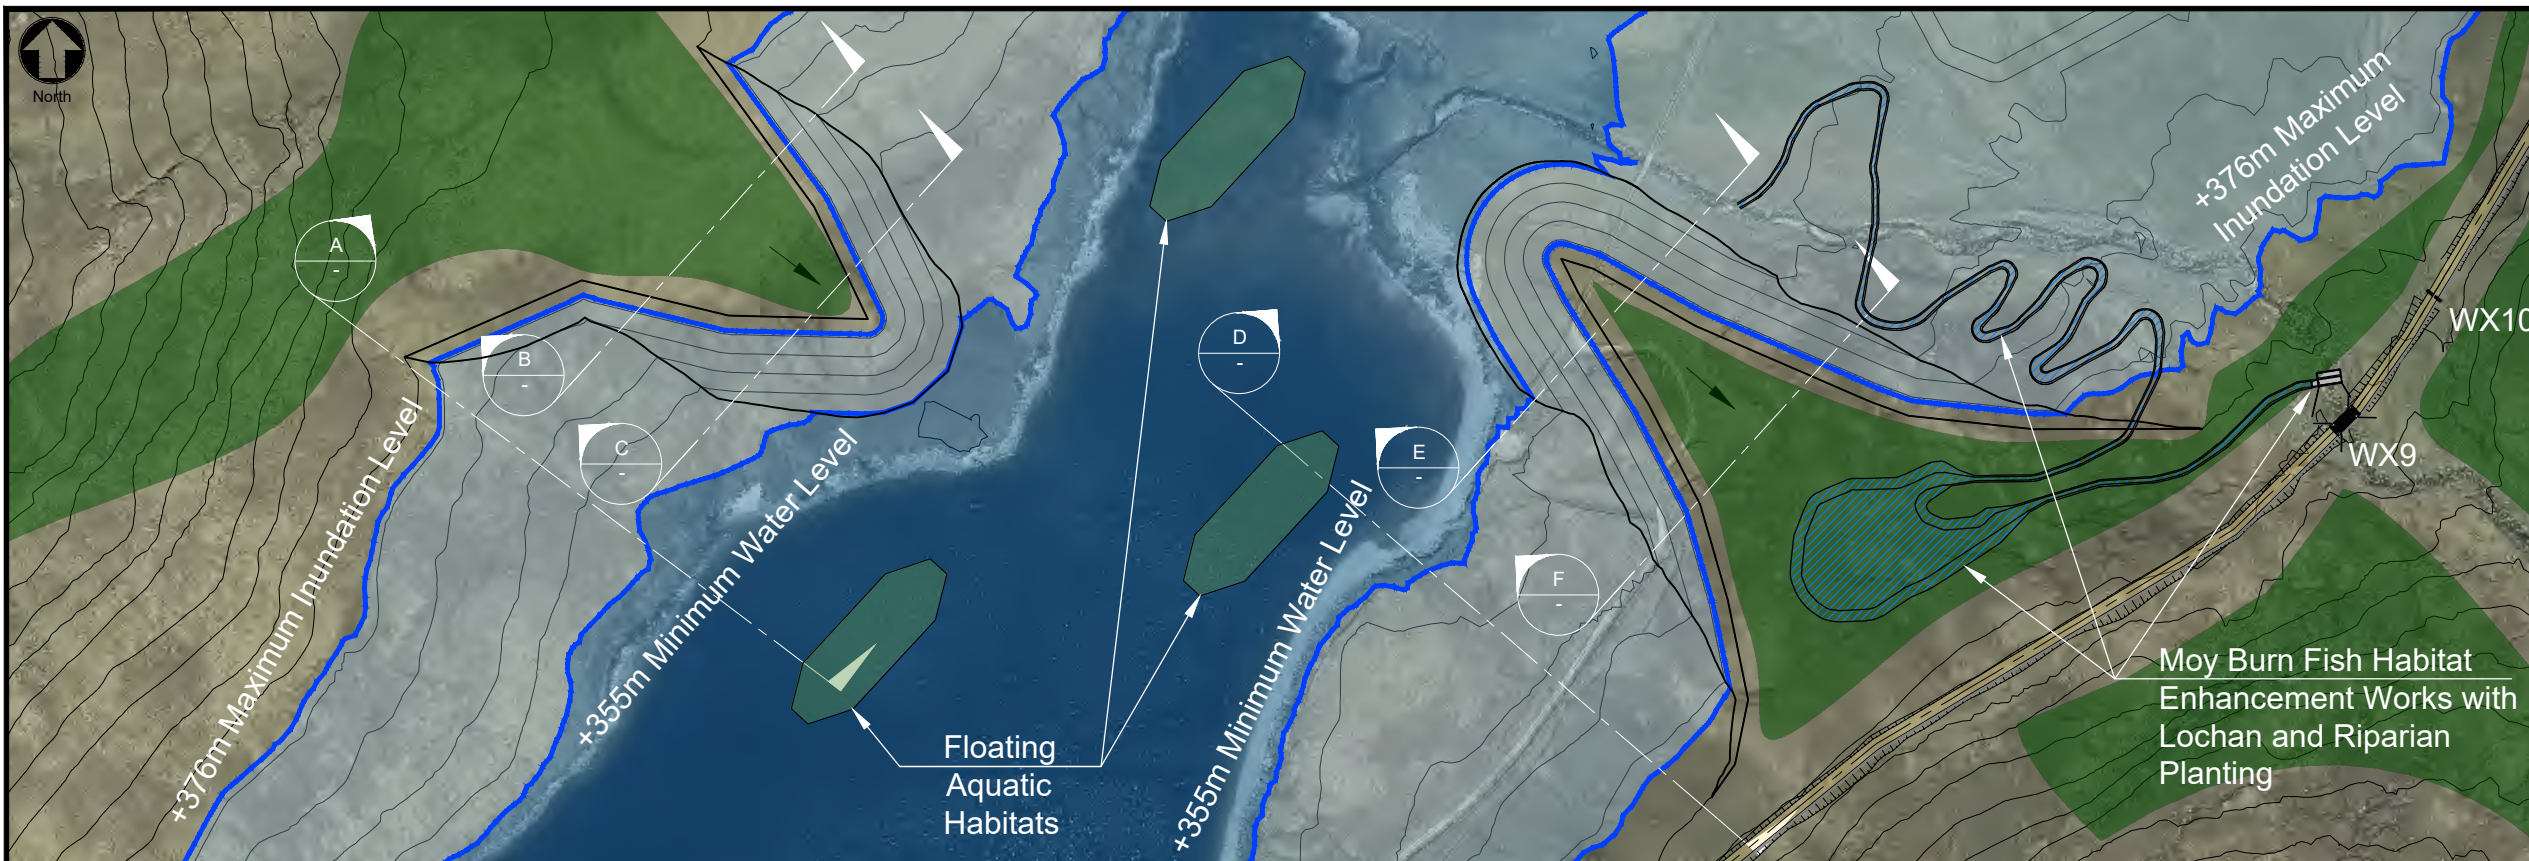 North
A
-
B
-
C
-
D
-
E
-
F
-
+376m Maximum
Inundation Level
WX10
WX9
+376m Maximum Inundation Level
+355m Minimum Water Level
+355m Minimum Water Level
Floating
Aquatic
Habitats
Moy Burn Fish Habitat
Enhancement Works with
Lochan and Riparian
Planting